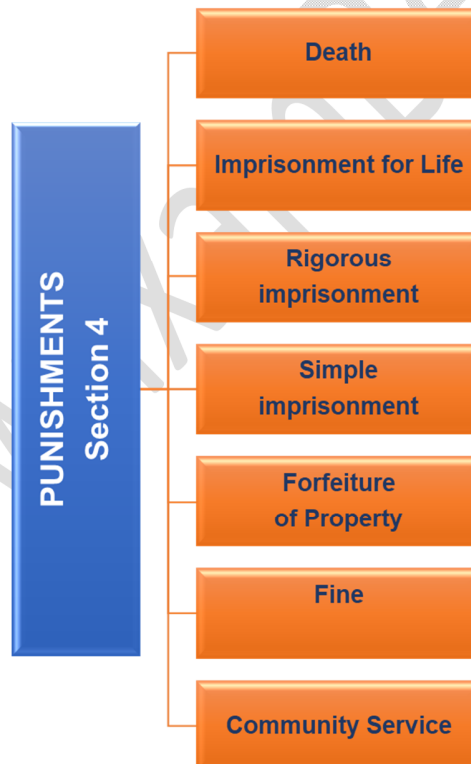 PUNISHMENTS
Section 4
Death
Imprisonment for Life
Rigorous
imprisonment
Simple
imprisonment
Forfeiture
of Property
Fine
Community Service